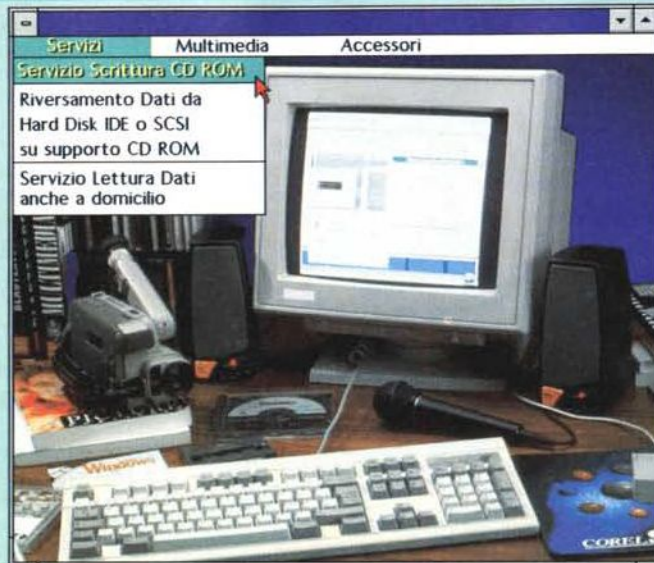 Servizi Multimedia Accessori
Servizio Scrittura CD ROM
Riversamento Dati da
Hard Disk IDE o SCSI
su supporto CD ROM
Servizio Lettura Dati
anche a domicilio
MULTIMEDIA
Windows
COREL